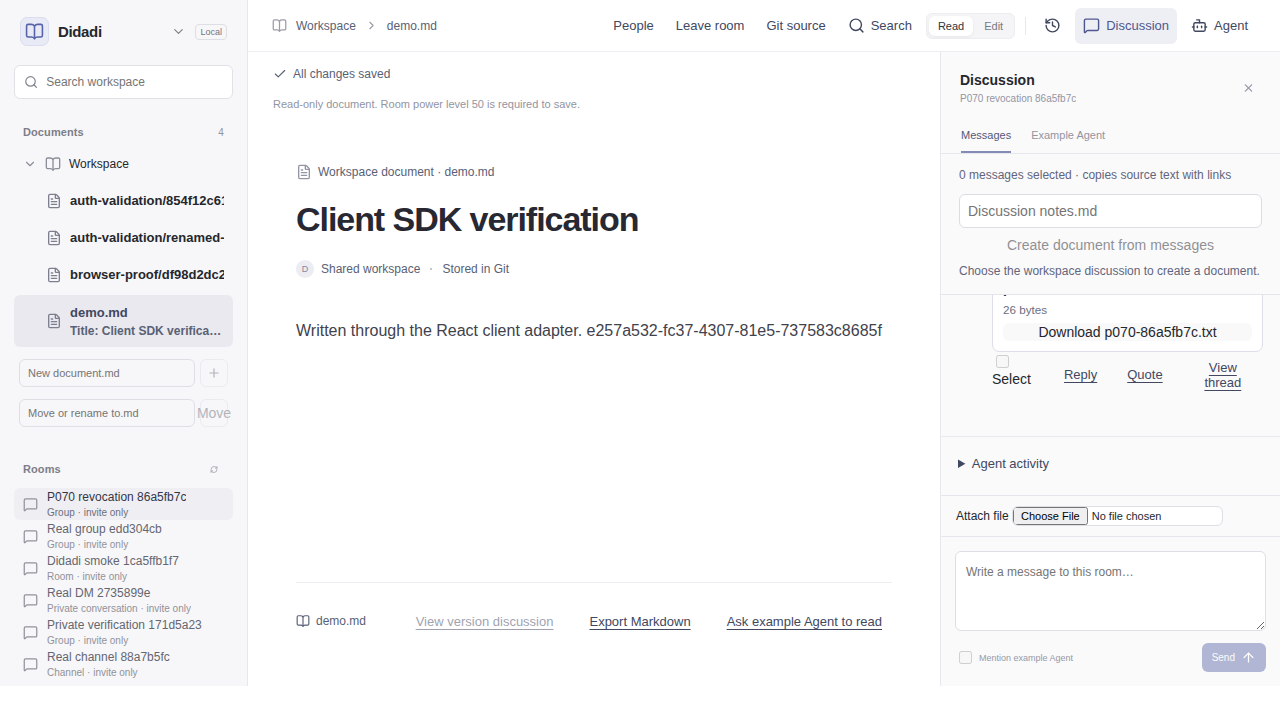 Didadi
Local
Search workspace
Documents
4
Workspace
auth-validation/854f12c6
auth-validation/renamed-
browser-proof/df98d2dc2
demo.md
Title: Client SDK verifica…
New document.md
Move or rename to.md
Move
Rooms
P070 revocation 86a5fb7c
Group · invite only
Real group edd304cb
Group · invite only
Didadi smoke 1ca5ffb1f7
Room · invite only
Real DM 2735899e
Private conversation · invite only
Private verification 171d5a23
Group · invite only
Real channel 88a7b5fc
Channel · invite only
Workspace
demo.md
People
Leave room
Git source
Search
Read
Edit
Discussion
Agent
All changes saved
Read-only document. Room power level 50 is required to save.
Workspace document · demo.md
Client SDK verification
D
Shared workspace · Stored in Git
Written through the React client adapter. e257a532-fc37-4307-81e5-737583c8685f
demo.md
View version discussion
Export Markdown
Ask example Agent to read
Discussion
P070 revocation 86a5fb7c
Messages
Example Agent
0 messages selected · copies source text with links
Discussion notes.md
Create document from messages
Choose the workspace discussion to create a document.
26 bytes
Download p070-86a5fb7c.txt
Select
Reply
Quote
View
thread
Agent activity
Attach file
Choose File
No file chosen
Write a message to this room…
Mention example Agent
Send